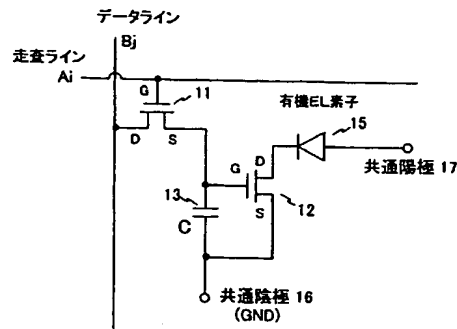 データライン
Bj
走査ライン
Ai
G
11
D
S
有機EL素子
15
共通陽極 17
13
C
G
D
S
12
共通陰極 16
(GND)